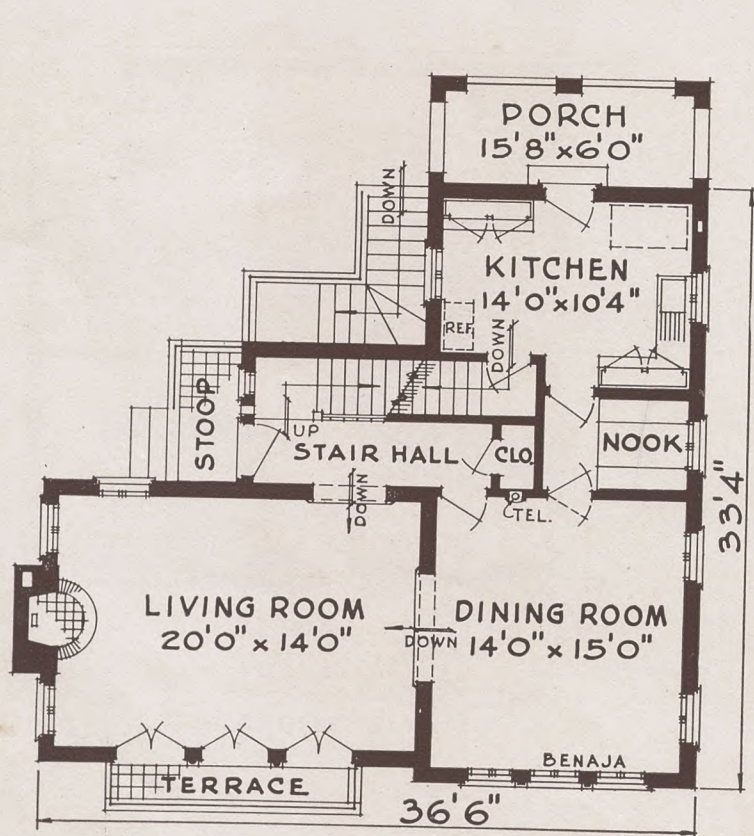 PORCH
15'8"x6'0"
DOWN
KITCHEN
14'0"x10'4"
REF.
DOWN
STOOP
UP
STAIR HALL
CLO.
NOOK
DOWN
TEL.
33'4"
LIVING ROOM
20'0" x 14'0"
DINING ROOM
14'0" x 15'0"
DOWN
BENAJA
TERRACE
36'6"